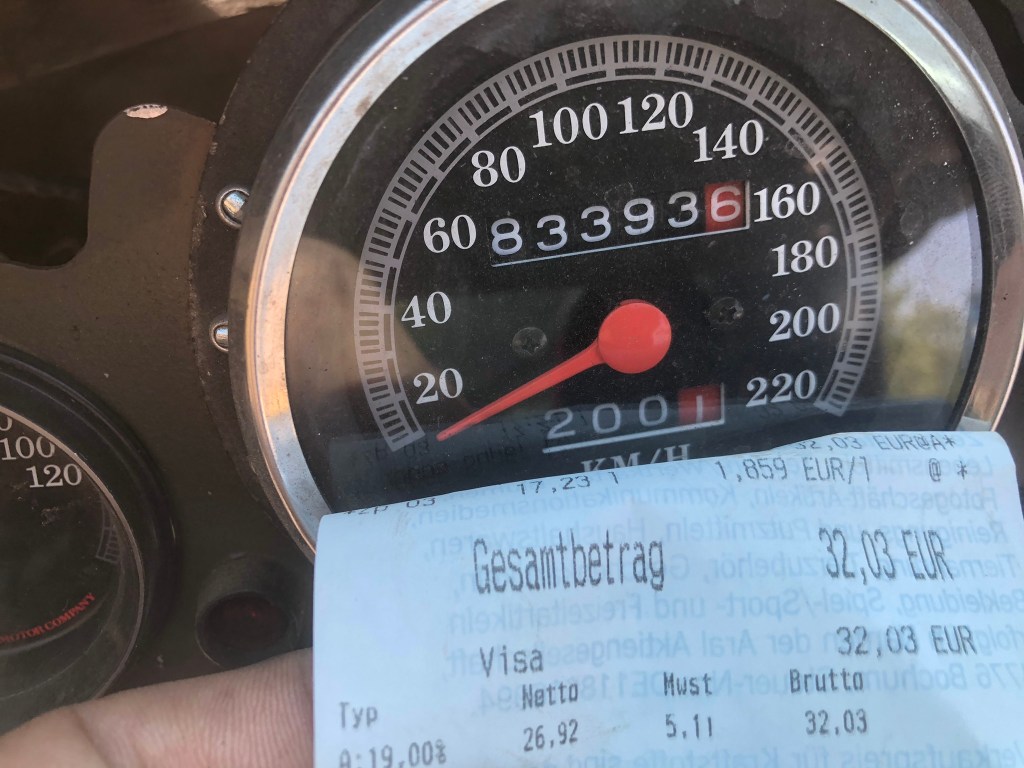 100 120
80 140
60 833936 160
180
40
200
20 2001 220
KM/H
100
120
MOTOR COMPANY
32,03 EUR@A*
17,23 l 1,859 EUR/l @ *
Gesamtbetrag 32,03 EUR
Visa 32,03 EUR
Typ Netto Mwst Brutto
A:19,00% 26,92 5,11 32,03